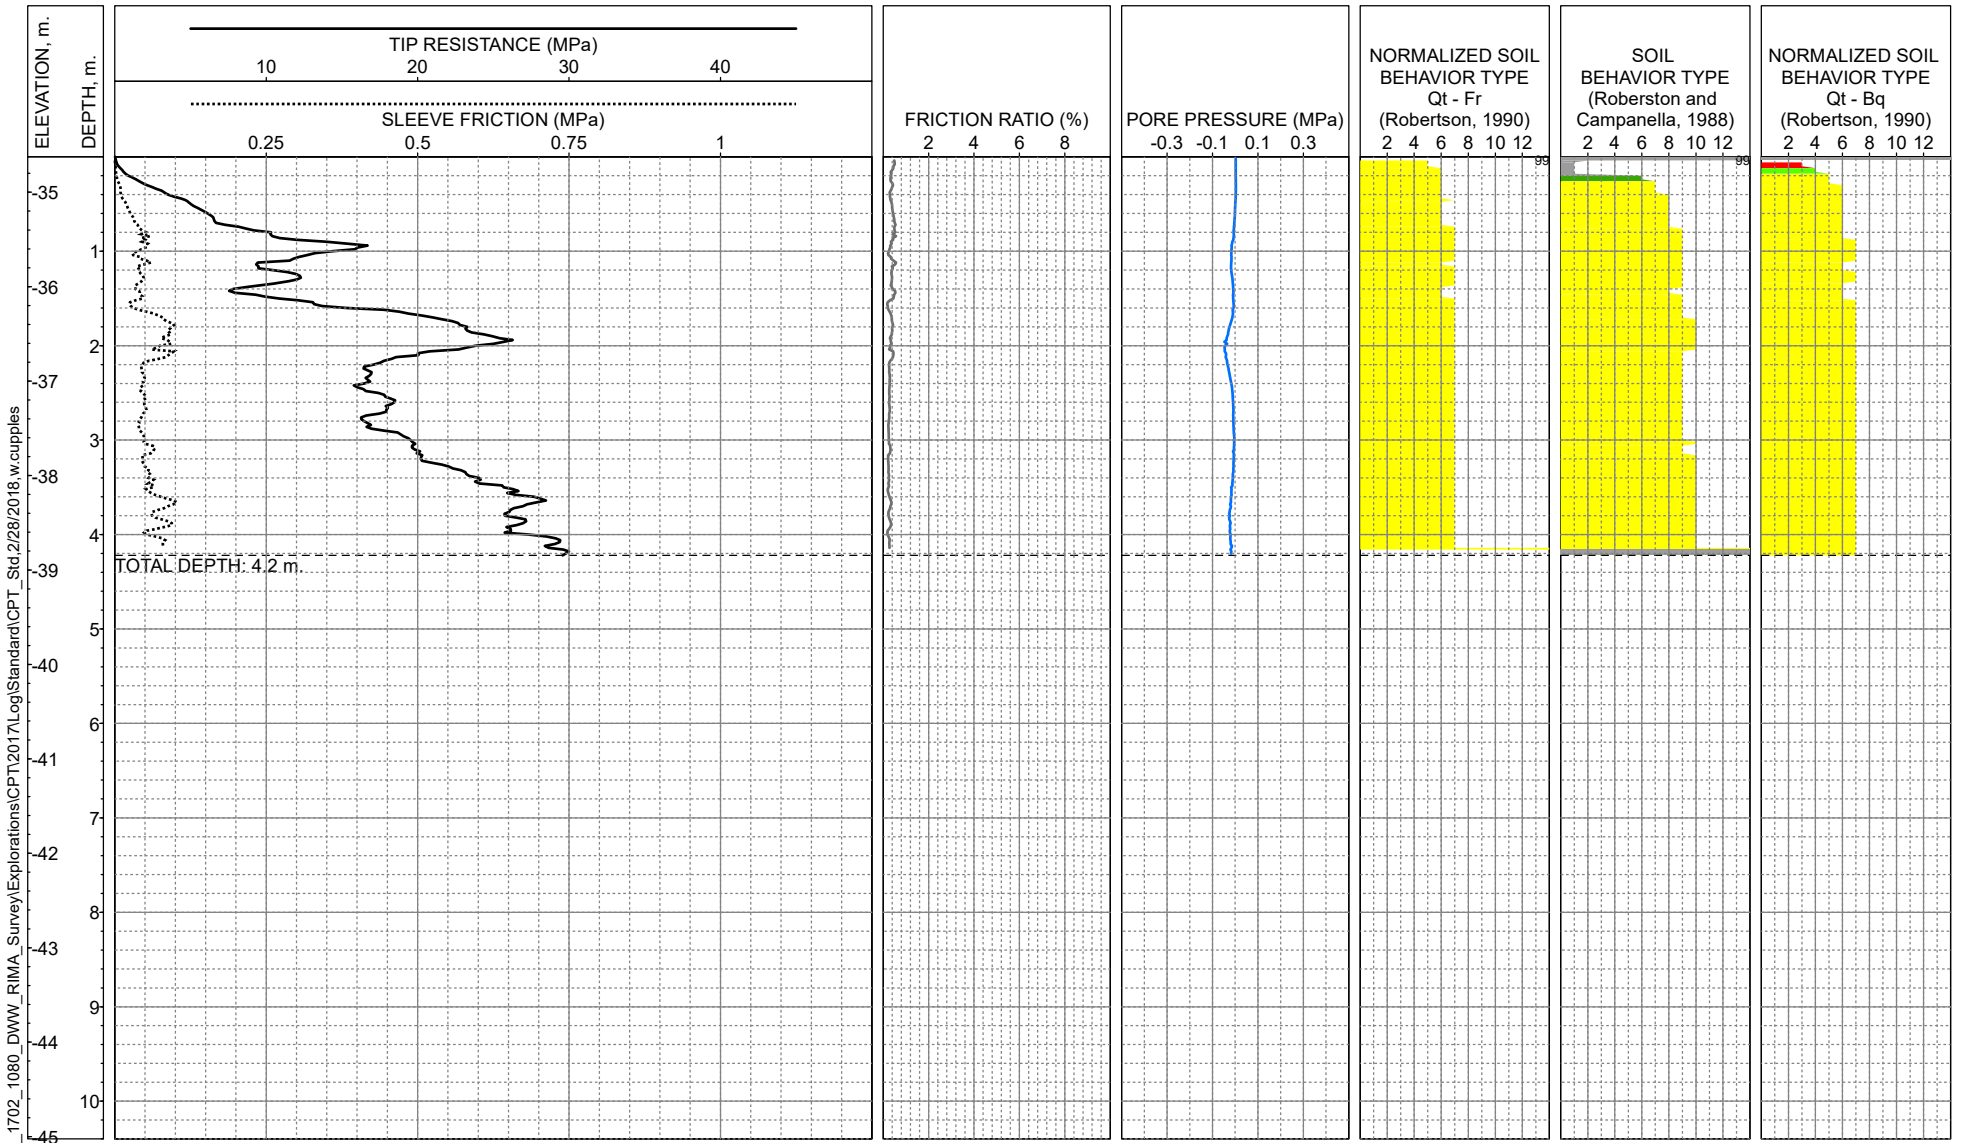 ELEVATION, m.
DEPTH, m.
TIP RESISTANCE (MPa)
10 20 30 40
SLEEVE FRICTION (MPa)
0.25 0.5 0.75 1
FRICTION RATIO (%)
2 4 6 8
PORE PRESSURE (MPa)
-0.3 -0.1 0.1 0.3
NORMALIZED SOIL
BEHAVIOR TYPE
Qt - Fr
(Robertson, 1990)
2 4 6 8 10 12
99
SOIL
BEHAVIOR TYPE
(Roberston and
Campanella, 1988)
2 4 6 8 10 12
99
NORMALIZED SOIL
BEHAVIOR TYPE
Qt - Bq
(Robertson, 1990)
2 4 6 8 10 12
-35
1
-36
2
-37
3
-38
4
TOTAL DEPTH: 4.2 m.
-39
5
-40
6
-41
7
-42
8
-43
9
-44
10
-45
_1702_1080_DWW_RIMA_Survey\Explorations\CPT\2017\Log\Standard\CPT_Std,2/28/2018,w.cupples